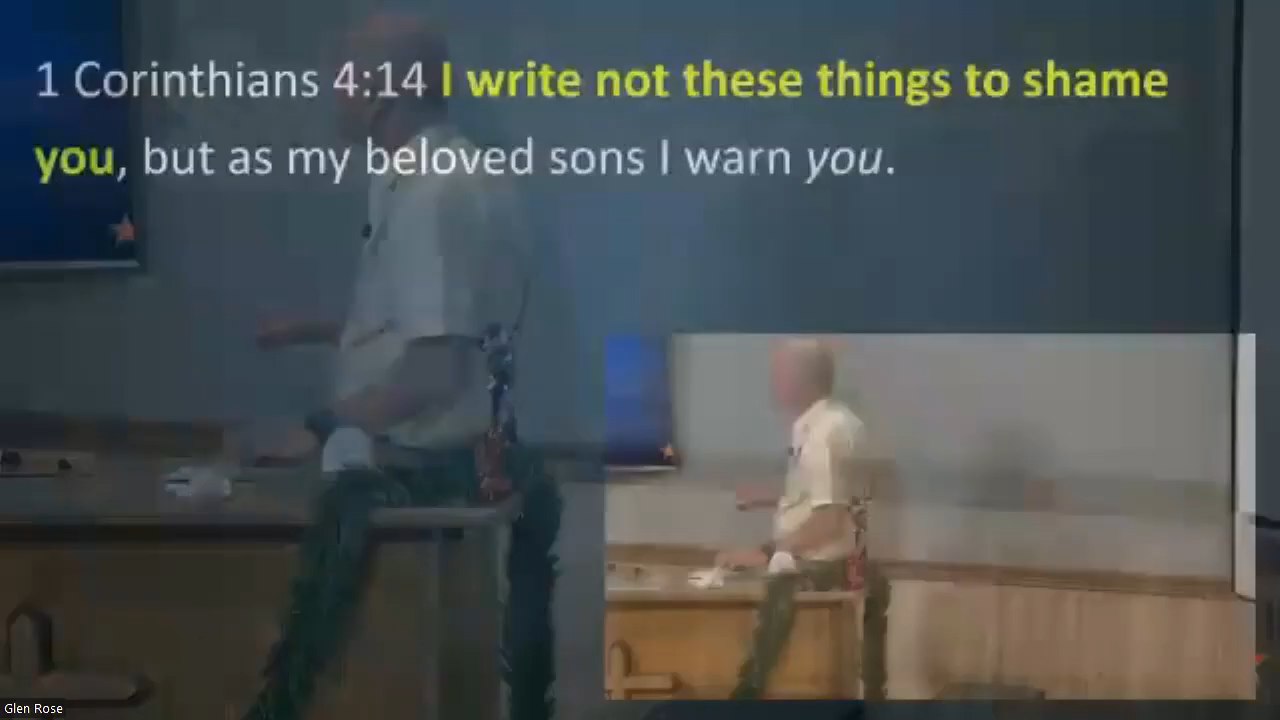 1 Corinthians 4:14 I write not these things to shame
you, but as my beloved sons I warn you.
Glen Rose